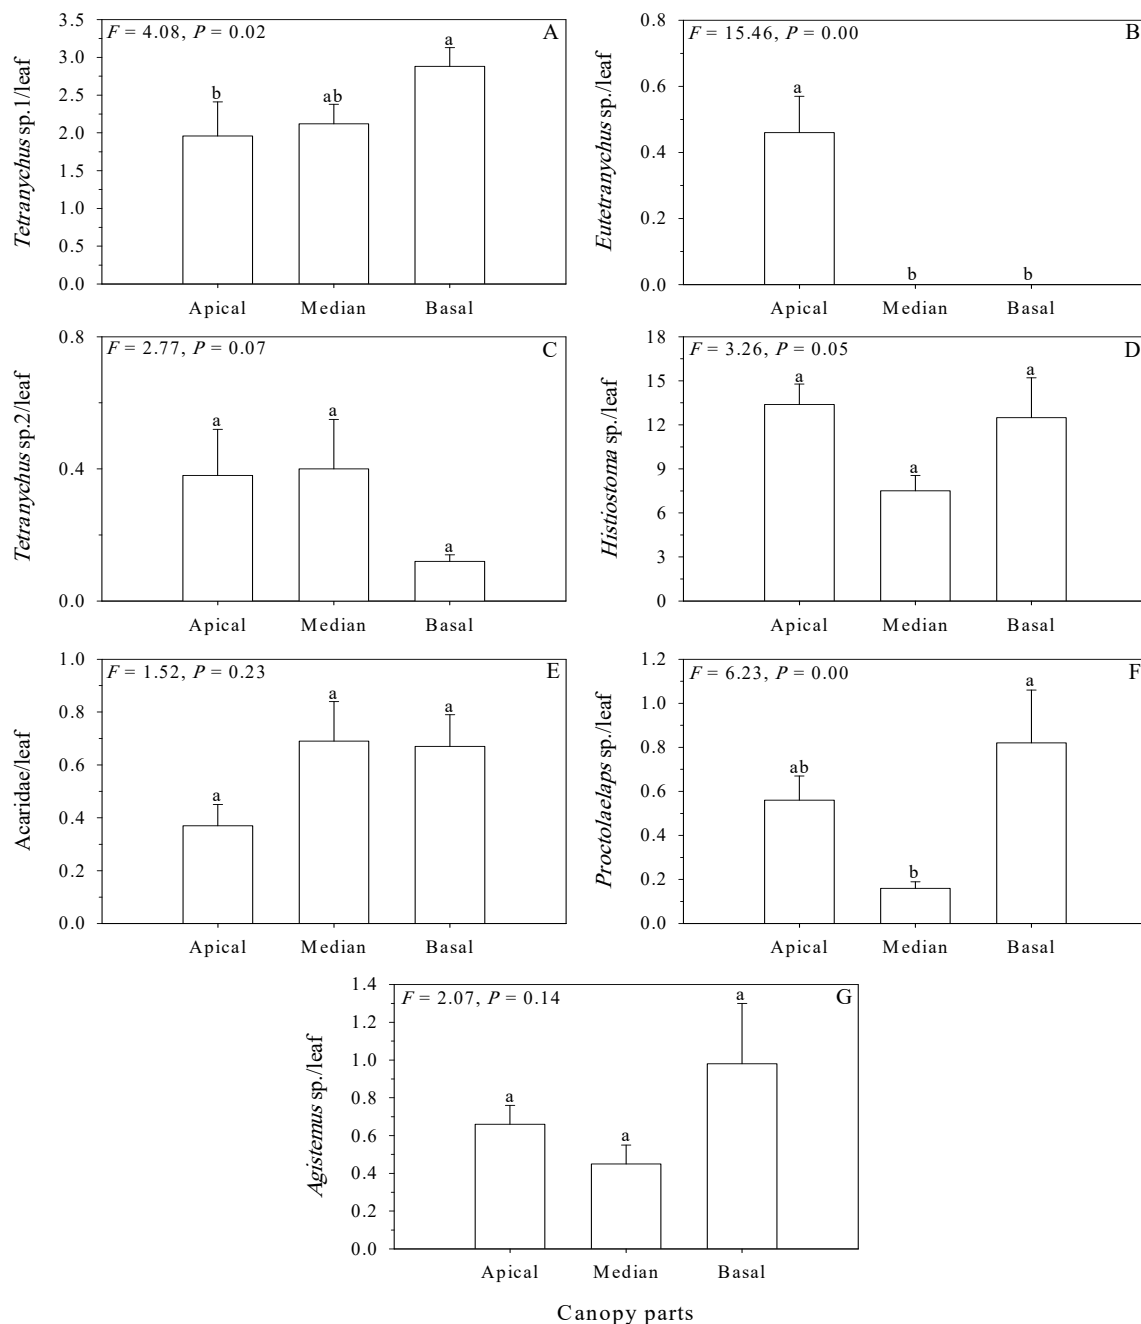 F = 4.08, P = 0.02
A
Tetranychus sp.1/leaf
3.5
3.0
2.5
2.0
1.5
1.0
0.5
0.0
b
ab
a
Apical Median Basal
F = 15.46, P = 0.00
B
Eutetranychus sp./leaf
0.8
0.6
0.4
0.2
0.0
a
b
b
Apical Median Basal
F = 2.77, P = 0.07
C
Tetranychus sp.2/leaf
0.8
0.4
0.0
a
a
a
Apical Median Basal
F = 3.26, P = 0.05
D
Histiostoma sp./leaf
18
15
12
9
6
3
0
a
a
a
Apical Median Basal
F = 1.52, P = 0.23
E
Acaridae/leaf
1.0
0.8
0.6
0.4
0.2
0.0
a
a
a
Apical Median Basal
F = 6.23, P = 0.00
F
Proctolaelaps sp./leaf
1.2
1.0
0.8
0.6
0.4
0.2
0.0
ab
b
a
Apical Median Basal
F = 2.07, P = 0.14
G
Agistemus sp./leaf
1.4
1.2
1.0
0.8
0.6
0.4
0.2
0.0
a
a
a
Apical Median Basal
Canopy parts